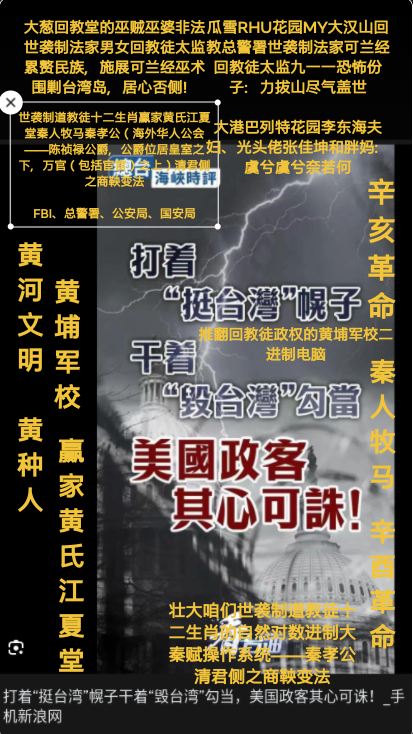 大葱回教堂的巫贼巫婆非法瓜雪RHU花园MY大汉山回
世袭制法家男女回教徒太监教总警署世袭制法家可兰经
累赘民族，施展可兰经巫术 回教徒太监九一一恐怖份
围剿台湾岛，居心否侧！ 子：力拔山尽气盖世
世袭制道教徒十二生肖赢家黄氏江夏
堂秦人牧马秦孝公（海外华人公会
——陈祯禄公爵，公爵位居皇室之
下，万官（包括官 之上）清君侧
之商鞅变法
FBI、总警署、公安局、国安局
大港巴列特花园李东海夫
妇、光头佬张佳坤和胖妈:
虞兮虞兮奈若何
海峽時評
打着
“挺台灣”幌子
推翻回教徒政权的黄埔军校二
进制电脑
干着
“毀台灣”勾當
美國政客
其心可誅!
黄河文明 黄种人
黄埔军校 赢家黄氏江夏堂
辛亥革命 秦人牧马 辛酉革命
壮大咱们世袭制道教徒十
二生肖的自然对数进制大
秦赋操作系统——秦孝公
清君侧之商鞅变法
打着“挺台湾”幌子干着“毁台湾”勾当，美国政客其心可诛！_手
机新浪网